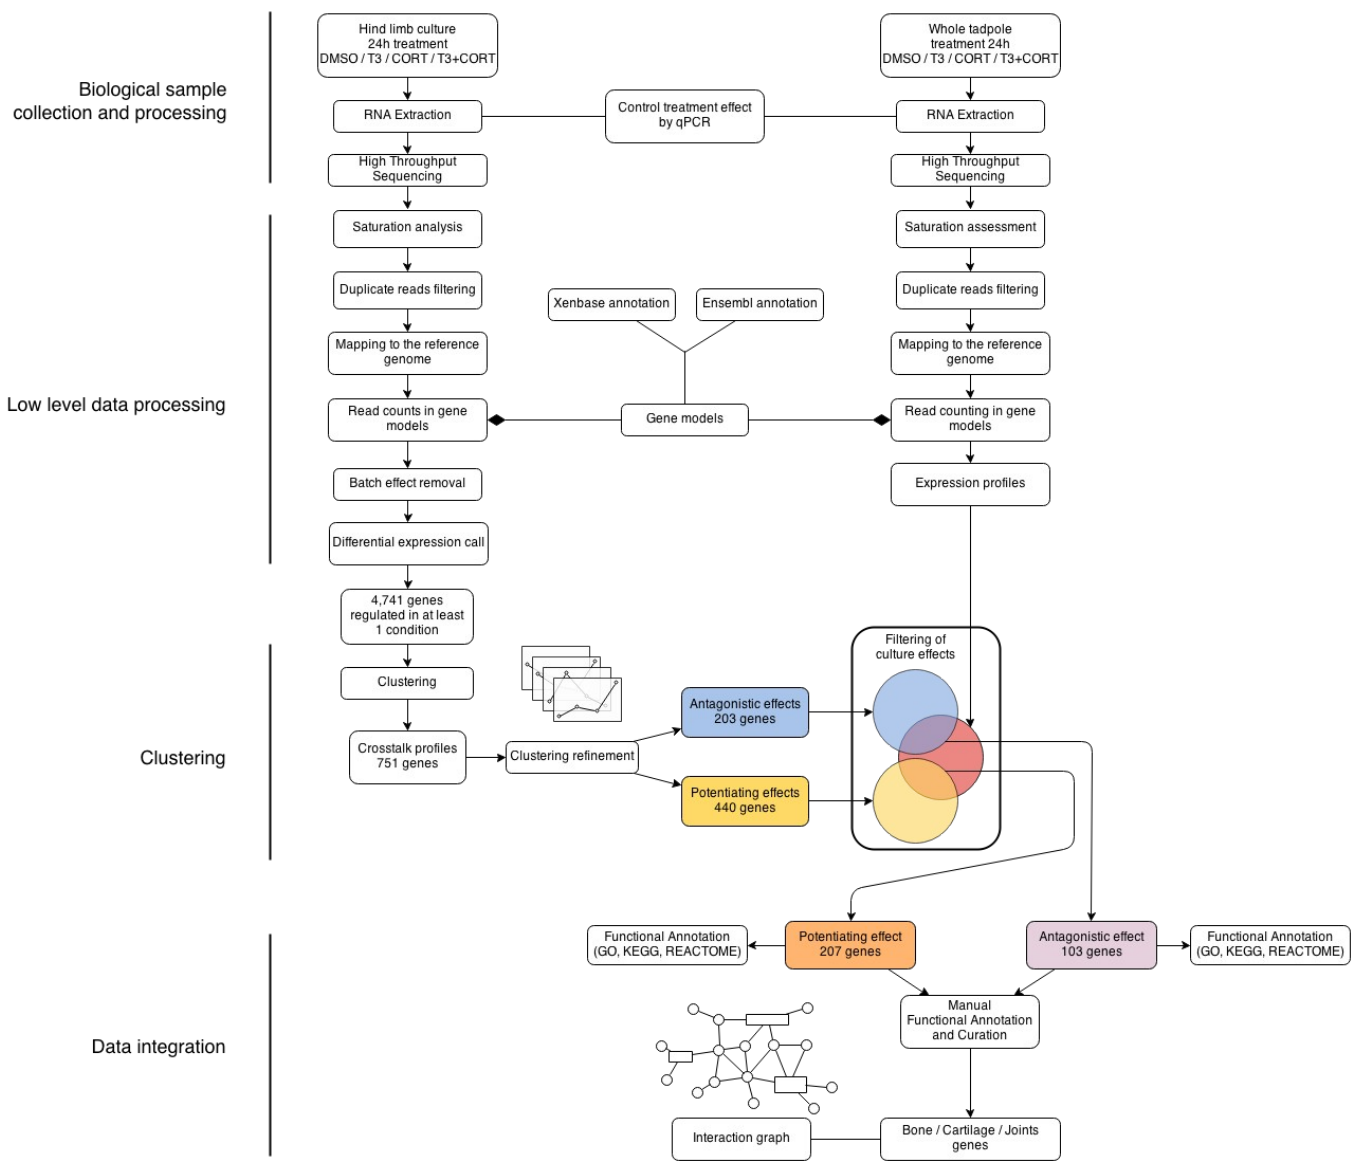 Hind limb culture
24h treatment
DMSO / T3 / CORT / T3+CORT
Whole tadpole
treatment 24h
DMSO / T3 / CORT / T3+CORT
Biological sample
collection and processing
RNA Extraction
Control treatment effect
by qPCR
RNA Extraction
High Throughput
Sequencing
High Throughput
Sequencing
Saturation analysis
Saturation assessment
Duplicate reads filtering
Xenbase annotation
Ensembl annotation
Duplicate reads filtering
Mapping to the reference
genome
Mapping to the reference
genome
Low level data processing
Read counts in gene
models
Gene models
Read counting in gene
models
Batch effect removal
Expression profiles
Differential expression call
4,741 genes
regulated in at least
1 condition
Filtering of
culture effects
Clustering
Antagonistic effects
203 genes
Clustering
Crosstalk profiles
751 genes
Clustering refinement
Potentiating effects
440 genes
Functional Annotation
(GO, KEGG, REACTOME)
Potentiating effect
207 genes
Antagonistic effect
103 genes
Functional Annotation
(GO, KEGG, REACTOME)
Manual
Functional Annotation
and Curation
Data integration
Interaction graph
Bone / Cartilage / Joints
genes